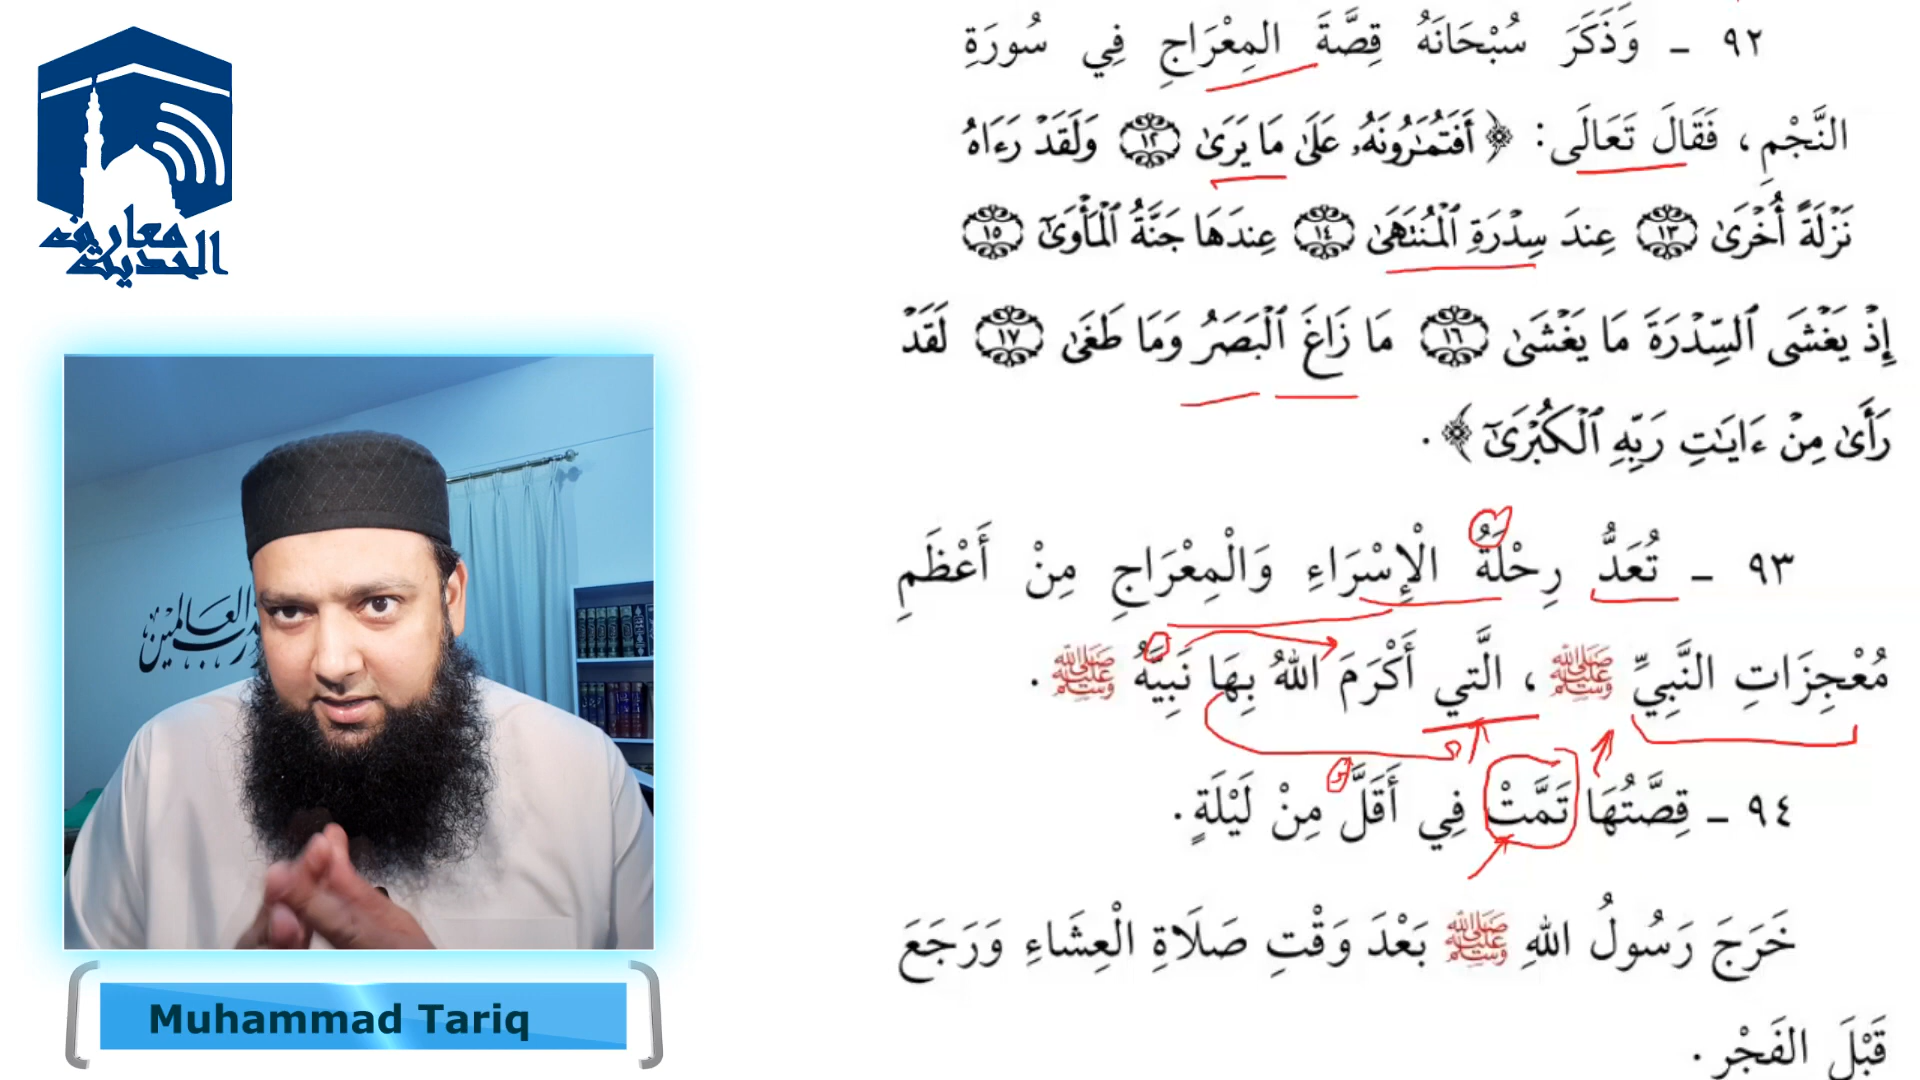 معارف
الحديث
رب العالمين
Muhammad Tariq
٩٢ - وَذَكَرَ سُبْحَانَهُ قِصَّةَ المِعْرَاجِ فِي سُورَةِ
النَّجْمِ، فَقَالَ تَعَالَى: ﴿أَفَتُمَٰرُونَهُۥ عَلَىٰ مَا يَرَىٰ ١٢ وَلَقَدْ رَءَاهُ
نَزْلَةً أُخْرَىٰ ١٣ عِندَ سِدْرَةِ ٱلْمُنتَهَىٰ ١٤ عِندَهَا جَنَّةُ ٱلْمَأْوَىٰٓ ١٥
إِذْ يَغْشَى ٱلسِّدْرَةَ مَا يَغْشَىٰ ١٦ مَا زَاغَ ٱلْبَصَرُ وَمَا طَغَىٰ ١٧ لَقَدْ
رَأَىٰ مِنْ ءَايَٰتِ رَبِّهِ ٱلْكُبْرَىٰٓ﴾.
٩٣ - تُعَدُّ رِحْلَةُ الْإِسْرَاءِ وَالْمِعْرَاجِ مِنْ أَعْظَمِ
مُعْجِزَاتِ النَّبِيِّ ﷺ، الَّتِي أَكْرَمَ اللهُ بِهَا نَبِيَّهُ ﷺ.
٩٤ - قِصَّتُهَا تَمَّتْ فِي أَقَلَّ مِنْ لَيْلَةٍ.
خَرَجَ رَسُولُ اللهِ ﷺ بَعْدَ وَقْتِ صَلَاةِ الْعِشَاءِ وَرَجَعَ
قَبْلَ الفَجْرِ.